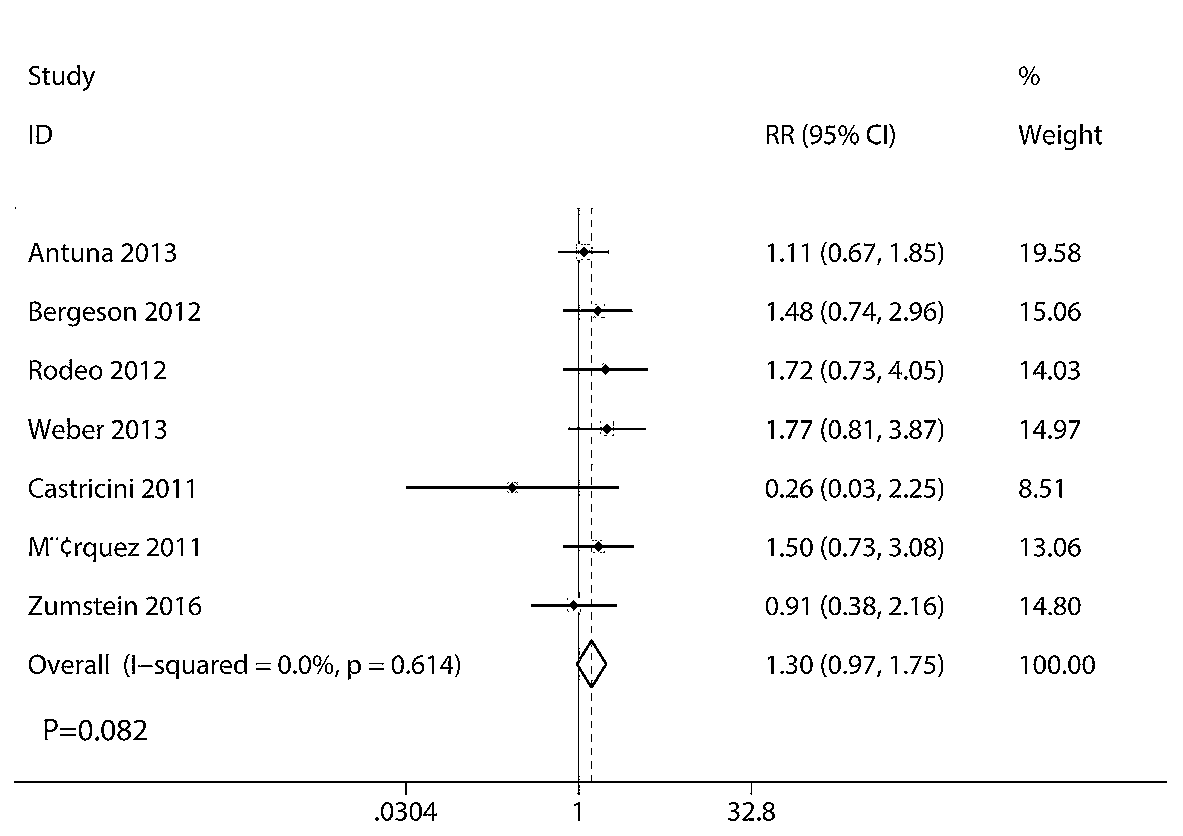 Study %
ID RR (95% CI) Weight
Antuna 2013 1.11 (0.67, 1.85) 19.58
Bergeson 2012 1.48 (0.74, 2.96) 15.06
Rodeo 2012 1.72 (0.73, 4.05) 14.03
Weber 2013 1.77 (0.81, 3.87) 14.97
Castricini 2011 0.26 (0.03, 2.25) 8.51
M¨¢rquez 2011 1.50 (0.73, 3.08) 13.06
Zumstein 2016 0.91 (0.38, 2.16) 14.80
Overall (I−squared = 0.0%, p = 0.614) 1.30 (0.97, 1.75) 100.00
P=0.082
.0304 1 32.8